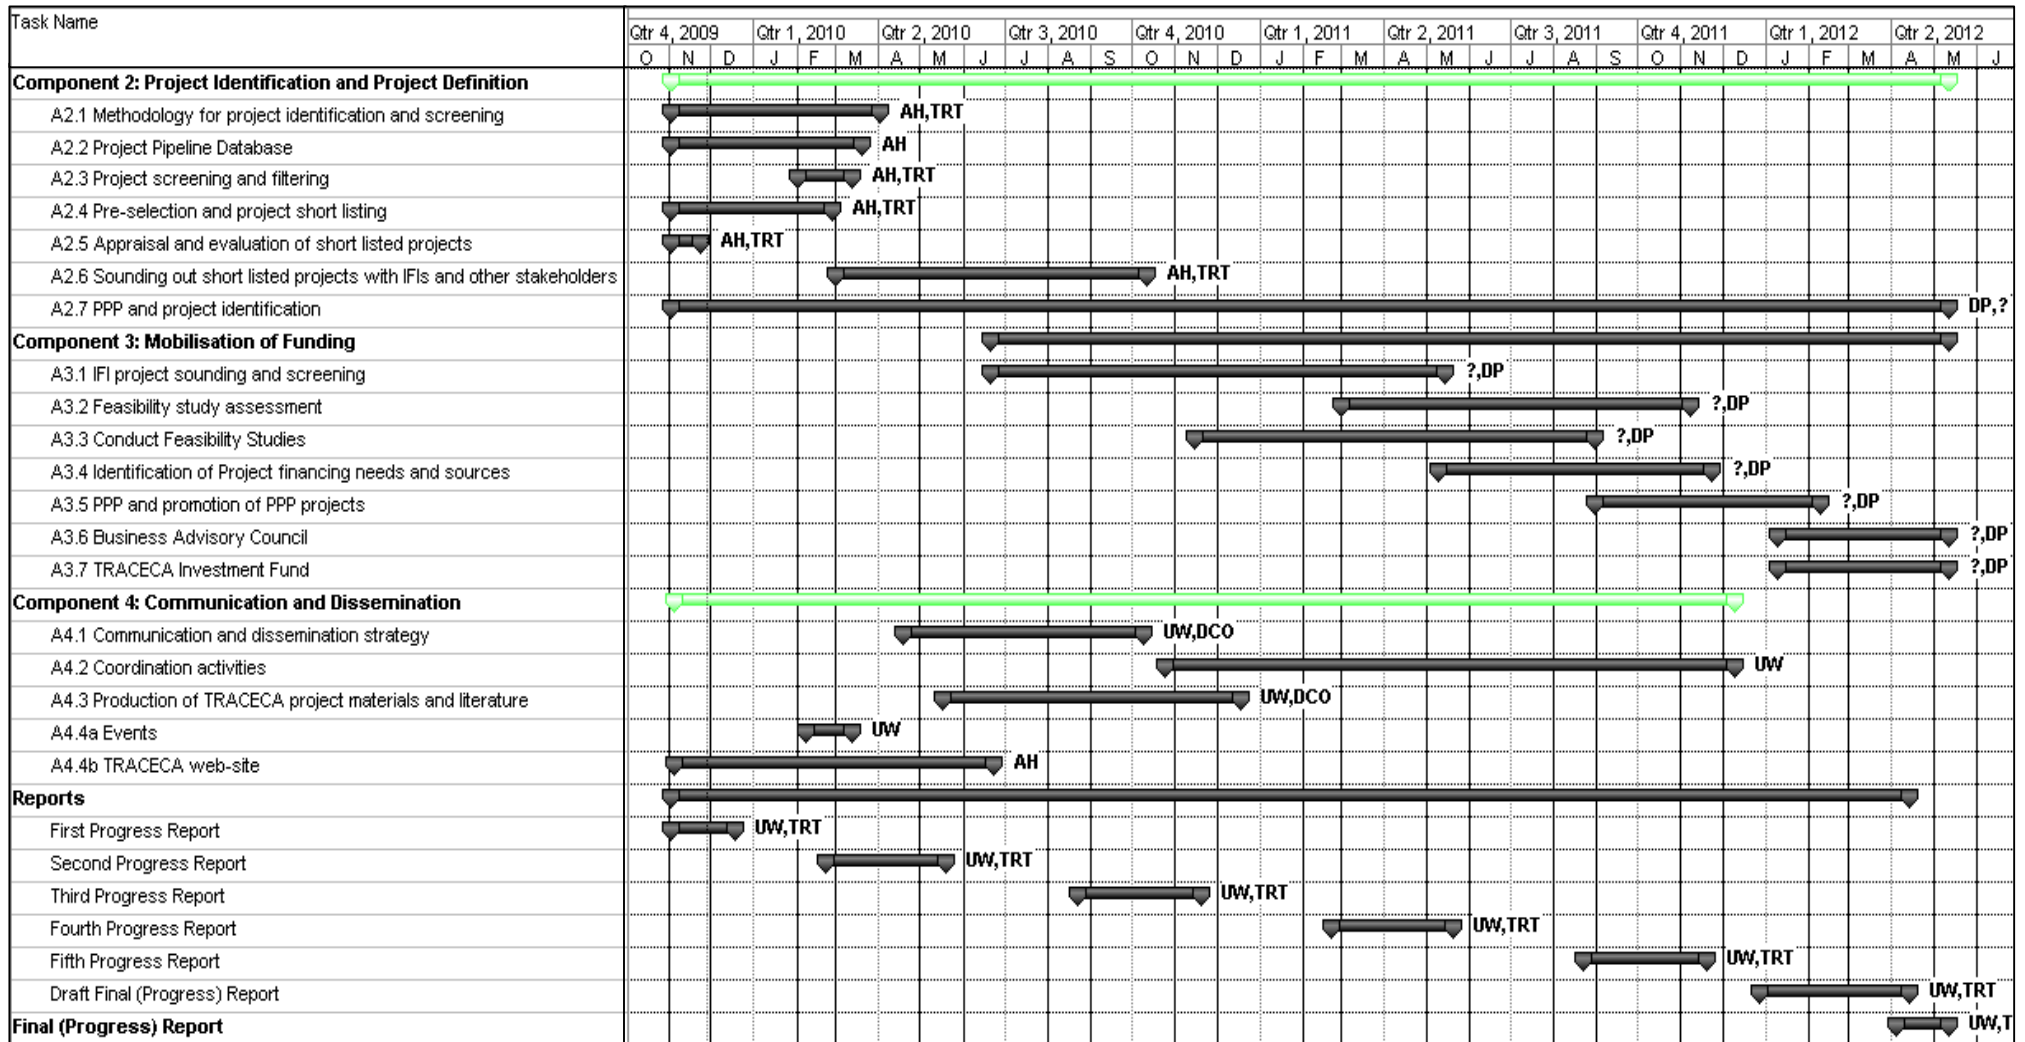 Task Name
Qtr 4, 2009 Qtr 1, 2010 Qtr 2, 2010 Qtr 3, 2010 Qtr 4, 2010 Qtr 1, 2011 Qtr 2, 2011 Qtr 3, 2011 Qtr 4, 2011 Qtr 1, 2012 Qtr 2, 2012
O N D J F M A M J J A S O N D J F M A M J J A S O N D J F M A M J
Component 2: Project Identification and Project Definition
A2.1 Methodology for project identification and screening AH,TRT
A2.2 Project Pipeline Database AH
A2.3 Project screening and filtering AH,TRT
A2.4 Pre-selection and project short listing AH,TRT
A2.5 Appraisal and evaluation of short listed projects AH,TRT
A2.6 Sounding out short listed projects with IFIs and other stakeholders AH,TRT
A2.7 PPP and project identification DP,?
Component 3: Mobilisation of Funding
A3.1 IFI project sounding and screening ?,DP
A3.2 Feasibility study assessment ?,DP
A3.3 Conduct Feasibility Studies ?,DP
A3.4 Identification of Project financing needs and sources ?,DP
A3.5 PPP and promotion of PPP projects ?,DP
A3.6 Business Advisory Council ?,DP
A3.7 TRACECA Investment Fund ?,DP
Component 4: Communication and Dissemination
A4.1 Communication and dissemination strategy UW,DCO
A4.2 Coordination activities UW
A4.3 Production of TRACECA project materials and literature UW,DCO
A4.4a Events UW
A4.4b TRACECA web-site AH
Reports
First Progress Report UW,TRT
Second Progress Report UW,TRT
Third Progress Report UW,TRT
Fourth Progress Report UW,TRT
Fifth Progress Report UW,TRT
Draft Final (Progress) Report UW,TRT
Final (Progress) Report UW,T